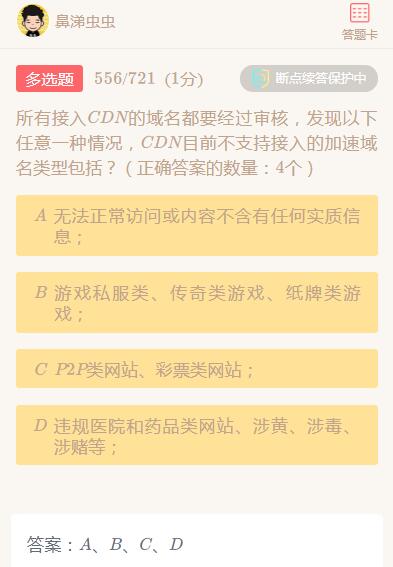 鼻涕虫虫
答题卡
多选题 556/721 (1分) 断点续答保护中
所有接入CDN的域名都要经过审核，发现以下
任意一种情况，CDN目前不支持接入的加速域
名类型包括？（正确答案的数量：4个）
A 无法正常访问或内容不含有任何实质信
息；
B 游戏私服类、传奇类游戏、纸牌类游
戏；
C P2P类网站、彩票类网站；
D 违规医院和药品类网站、涉黄、涉毒、
涉赌等；
答案：A、B、C、D